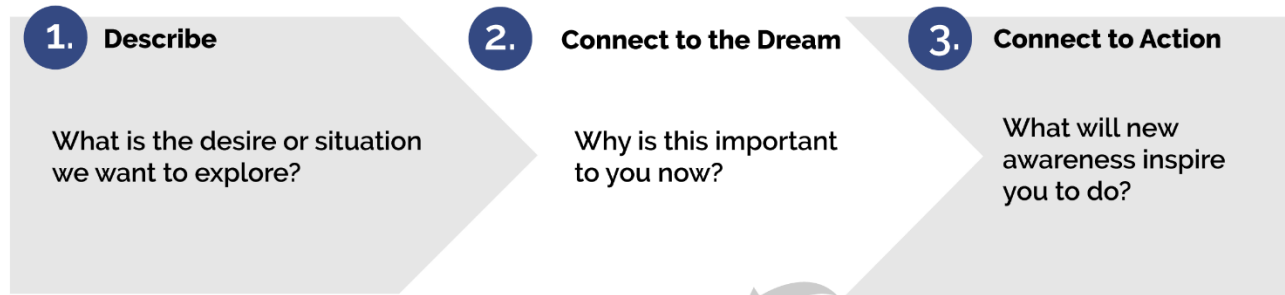 1. Describe
What is the desire or situation
we want to explore?
2. Connect to the Dream
Why is this important
to you now?
3. Connect to Action
What will new
awareness inspire
you to do?